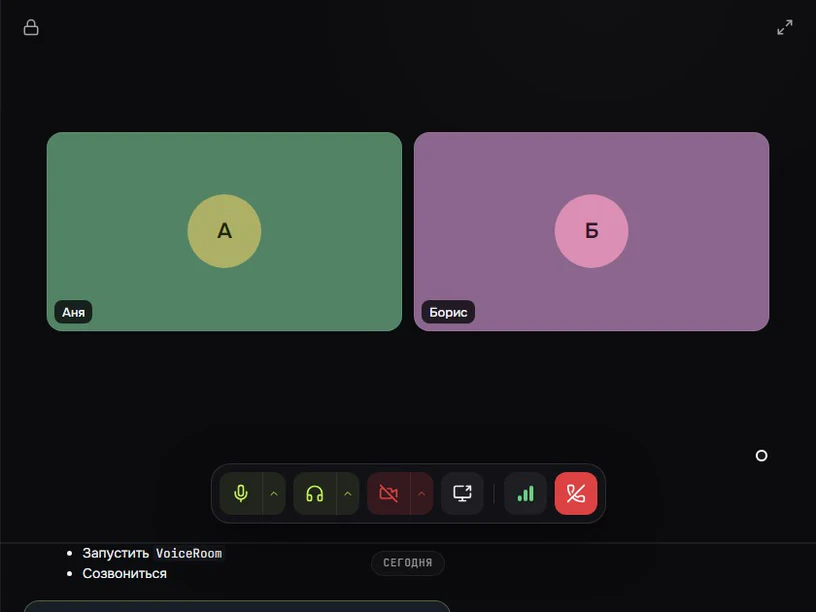 А
Б
Аня
Борис
Запустить VoiceRoom
СЕГОДНЯ
Созвониться